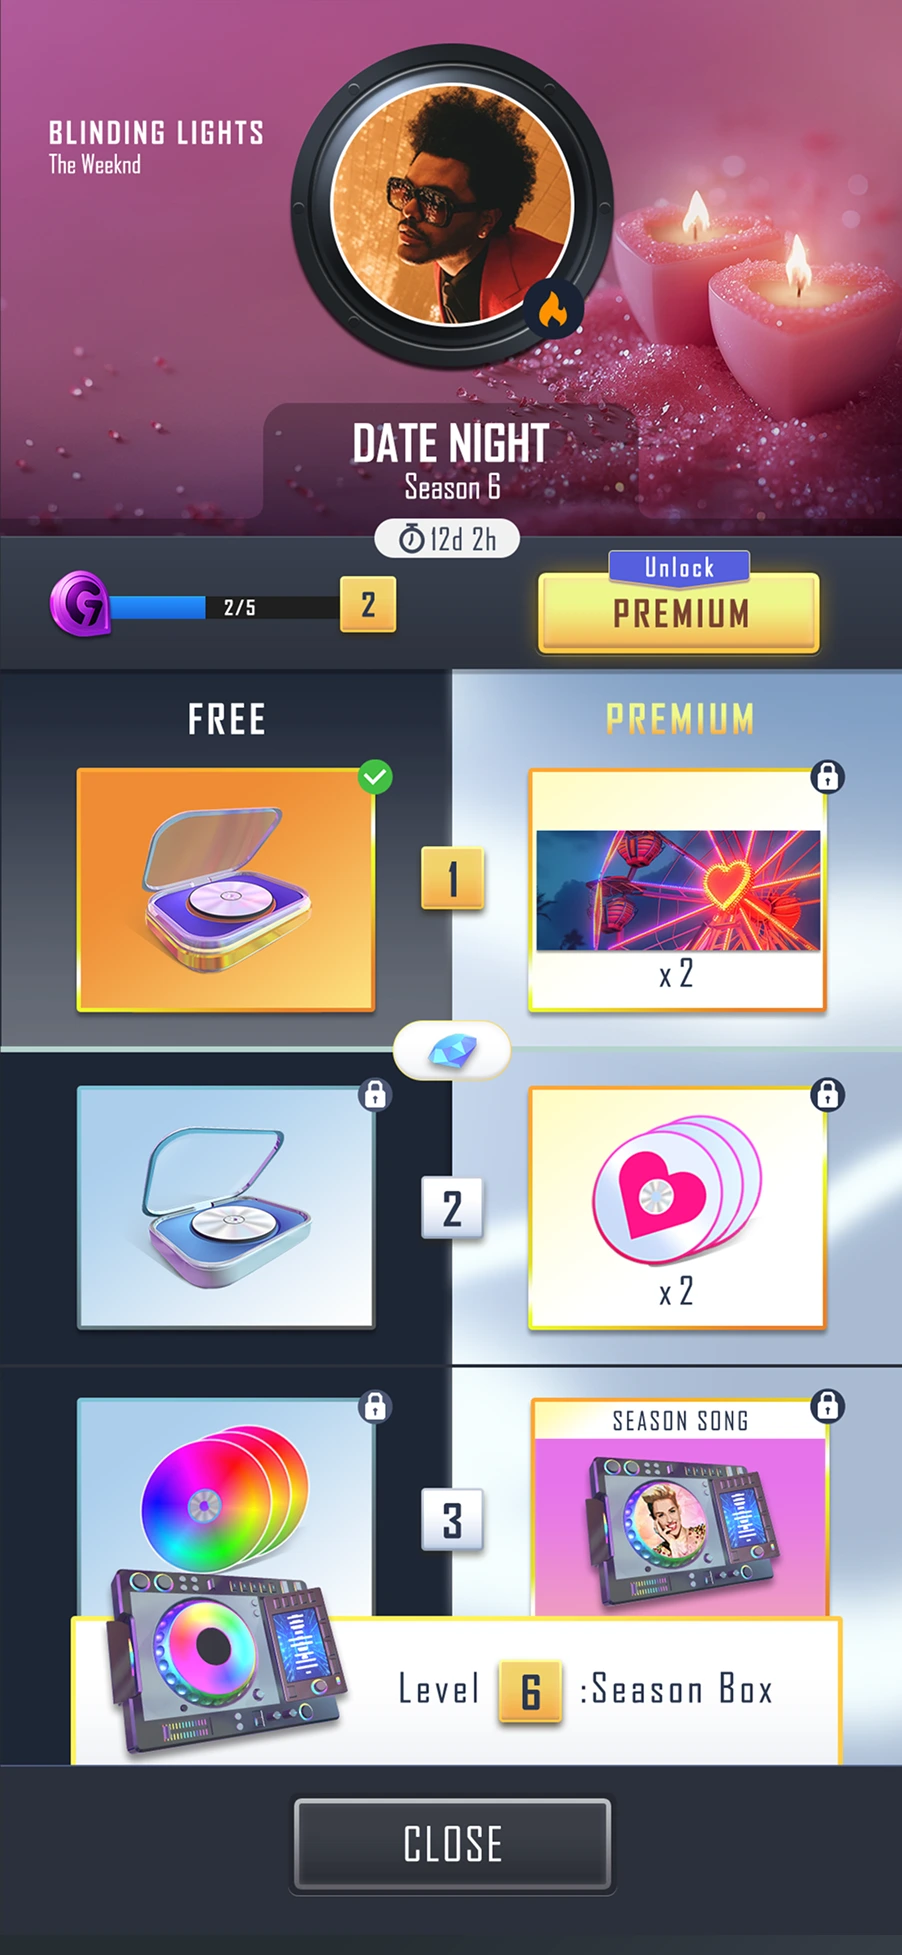 BLINDING LIGHTS
The Weeknd
DATE NIGHT
Season 6
12d 2h
Unlock
2/5
2
PREMIUM
FREE
PREMIUM
1
x 2
2
x 2
SEASON SONG
3
Level 6 :Season Box
CLOSE